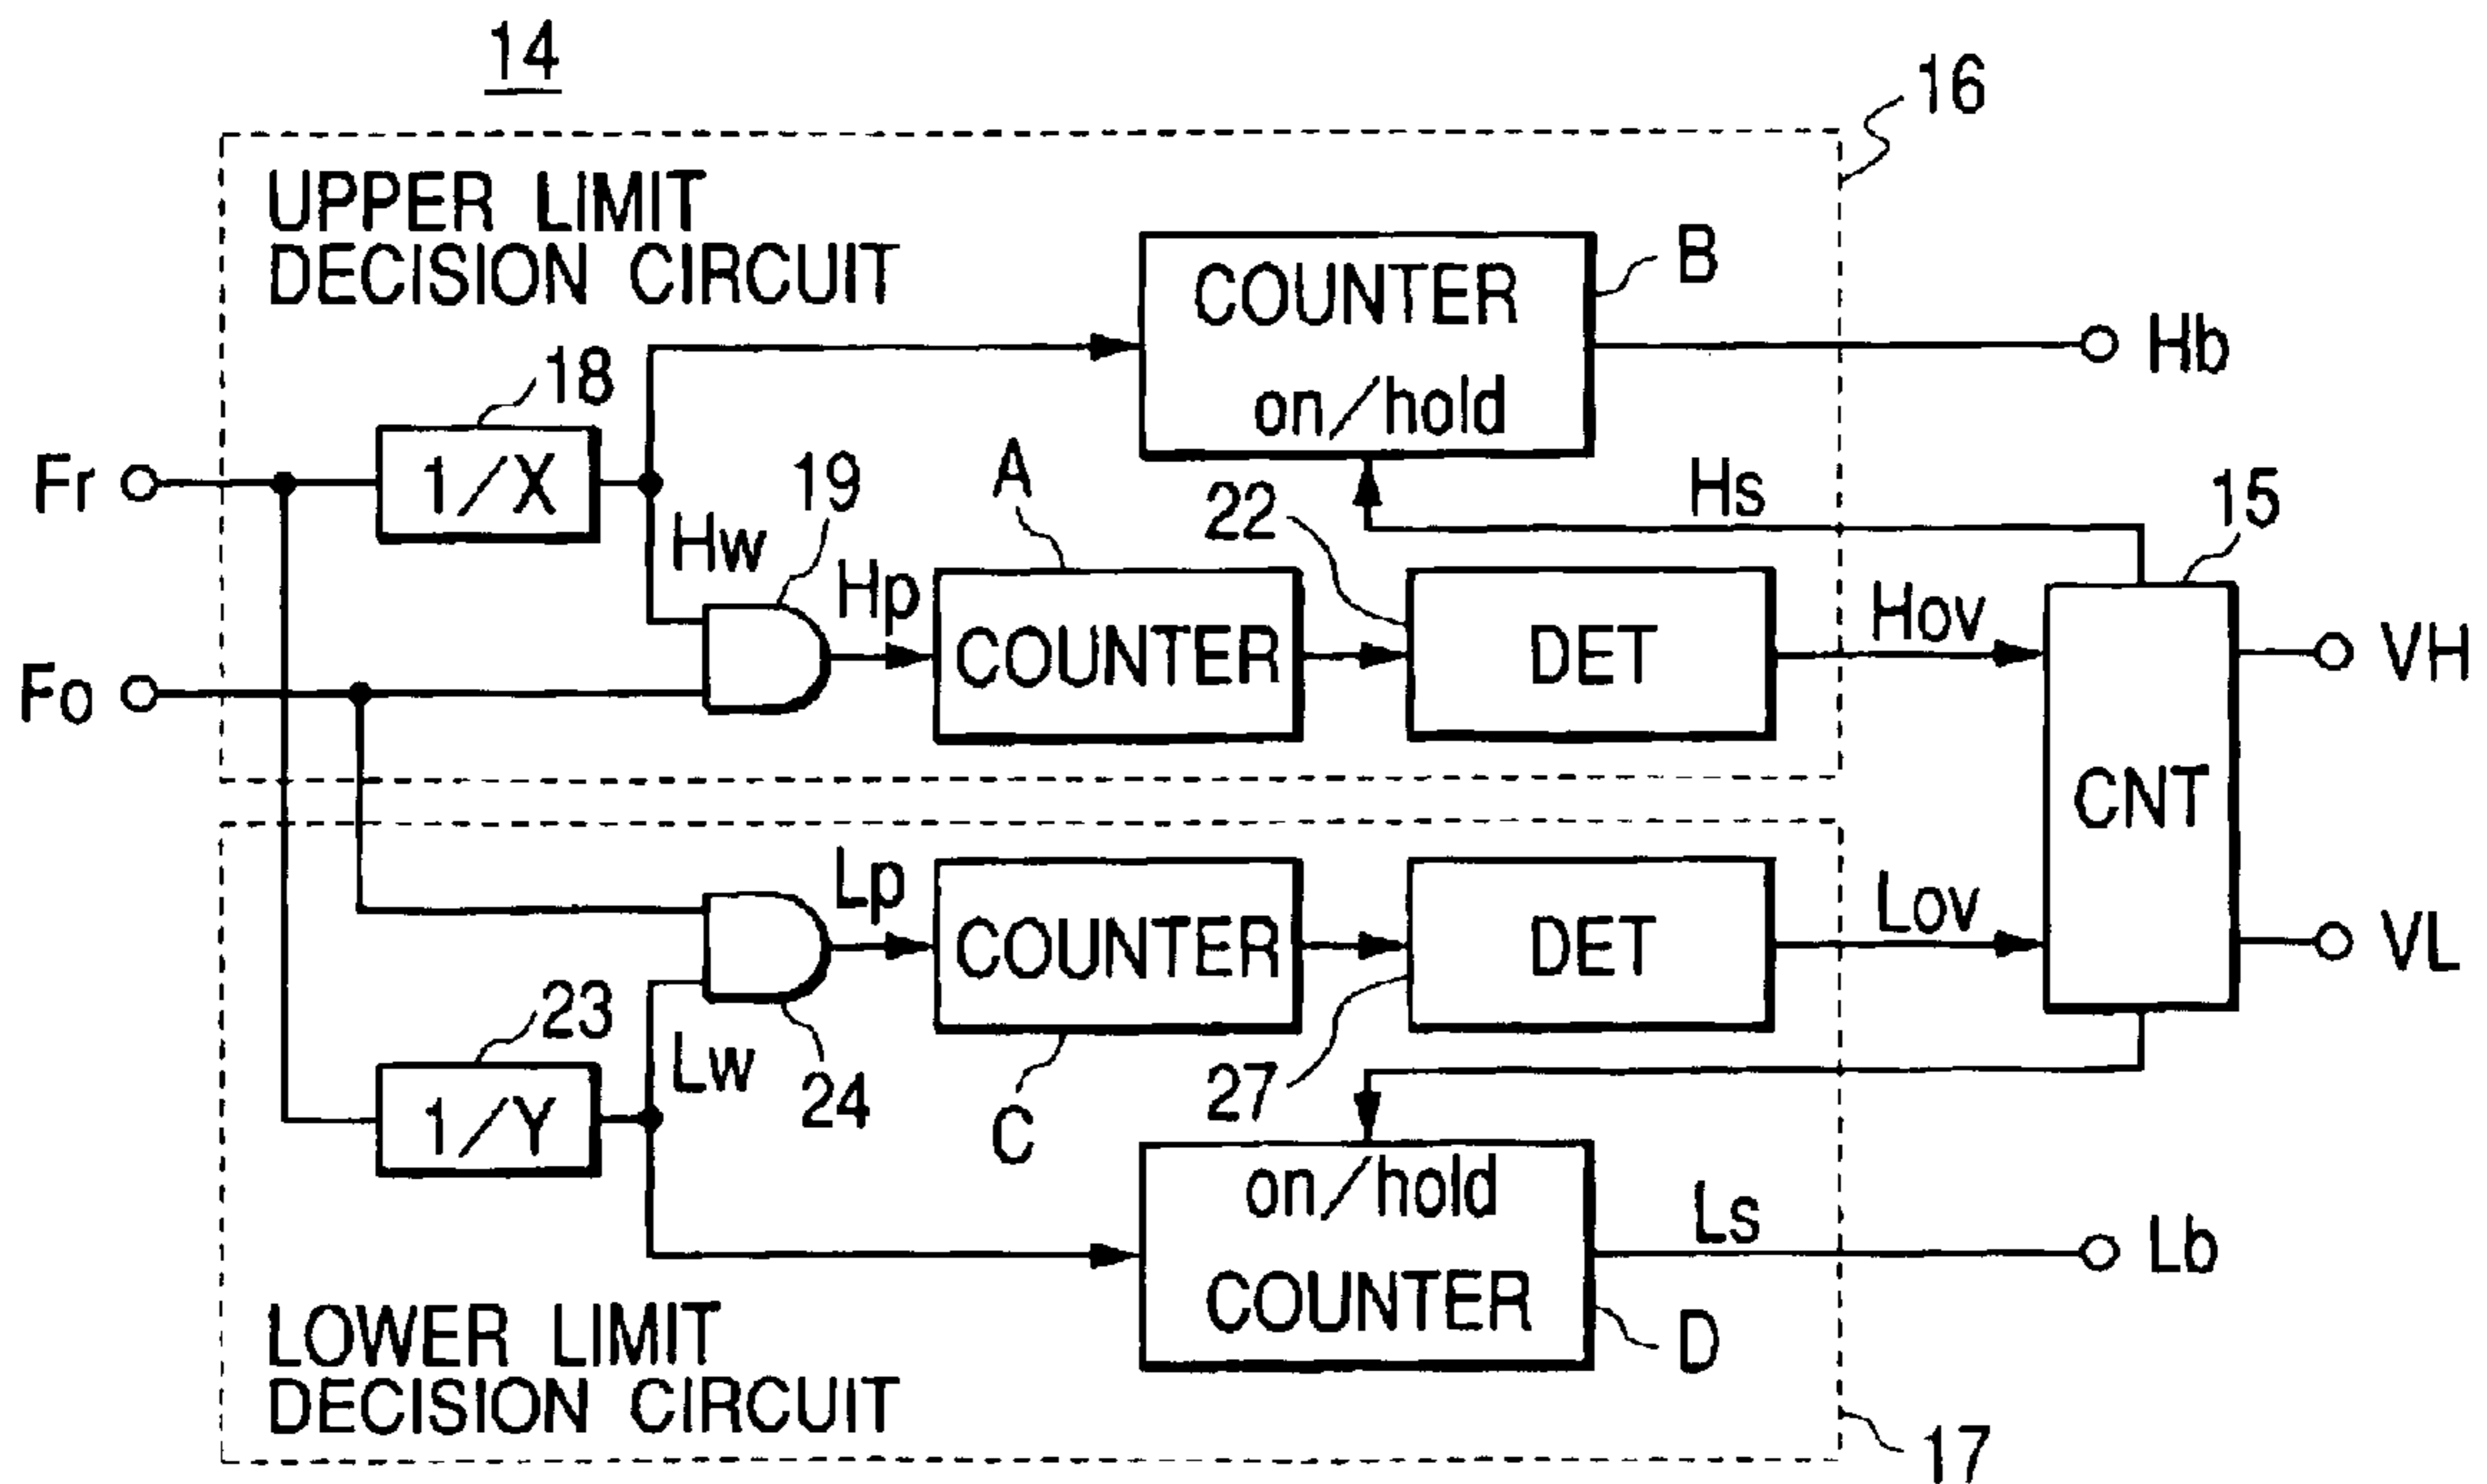 14
16
UPPER LIMIT
DECISION CIRCUIT
COUNTER
on/hold
B
Hb
18
Fr
1/X
Hw
19
A
22
Hs
15
Hp
COUNTER
DET
Hov
VH
Fo
CNT
Lp
COUNTER
DET
Lov
VL
23
1/Y
Lw
24
C
27
on/hold
COUNTER
Ls
Lb
D
LOWER LIMIT
DECISION CIRCUIT
17